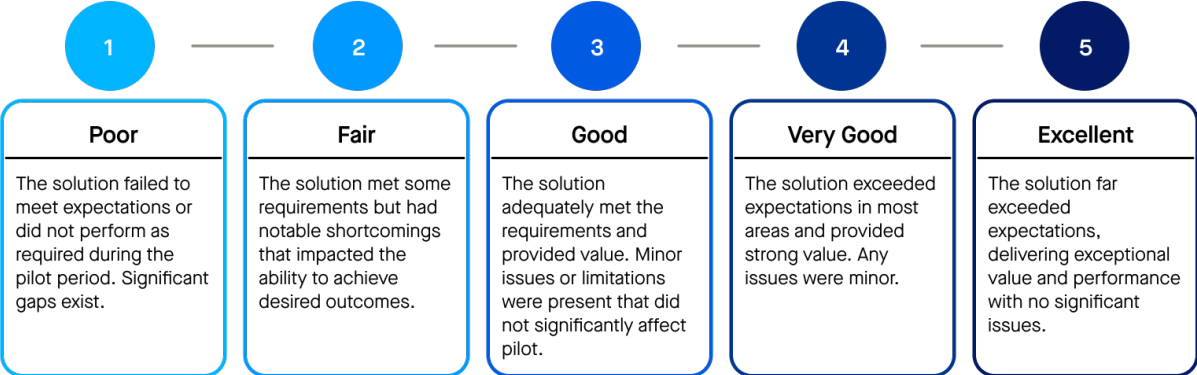 1
2
3
4
5
Poor
The solution failed to
meet expectations or
did not perform as
required during the
pilot period. Significant
gaps exist.
Fair
The solution met some
requirements but had
notable shortcomings
that impacted the
ability to achieve
desired outcomes.
Good
The solution
adequately met the
requirements and
provided value. Minor
issues or limitations
were present that did
not significantly affect
pilot.
Very Good
The solution exceeded
expectations in most
areas and provided
strong value. Any
issues were minor.
Excellent
The solution far
exceeded
expectations,
delivering exceptional
value and performance
with no significant
issues.